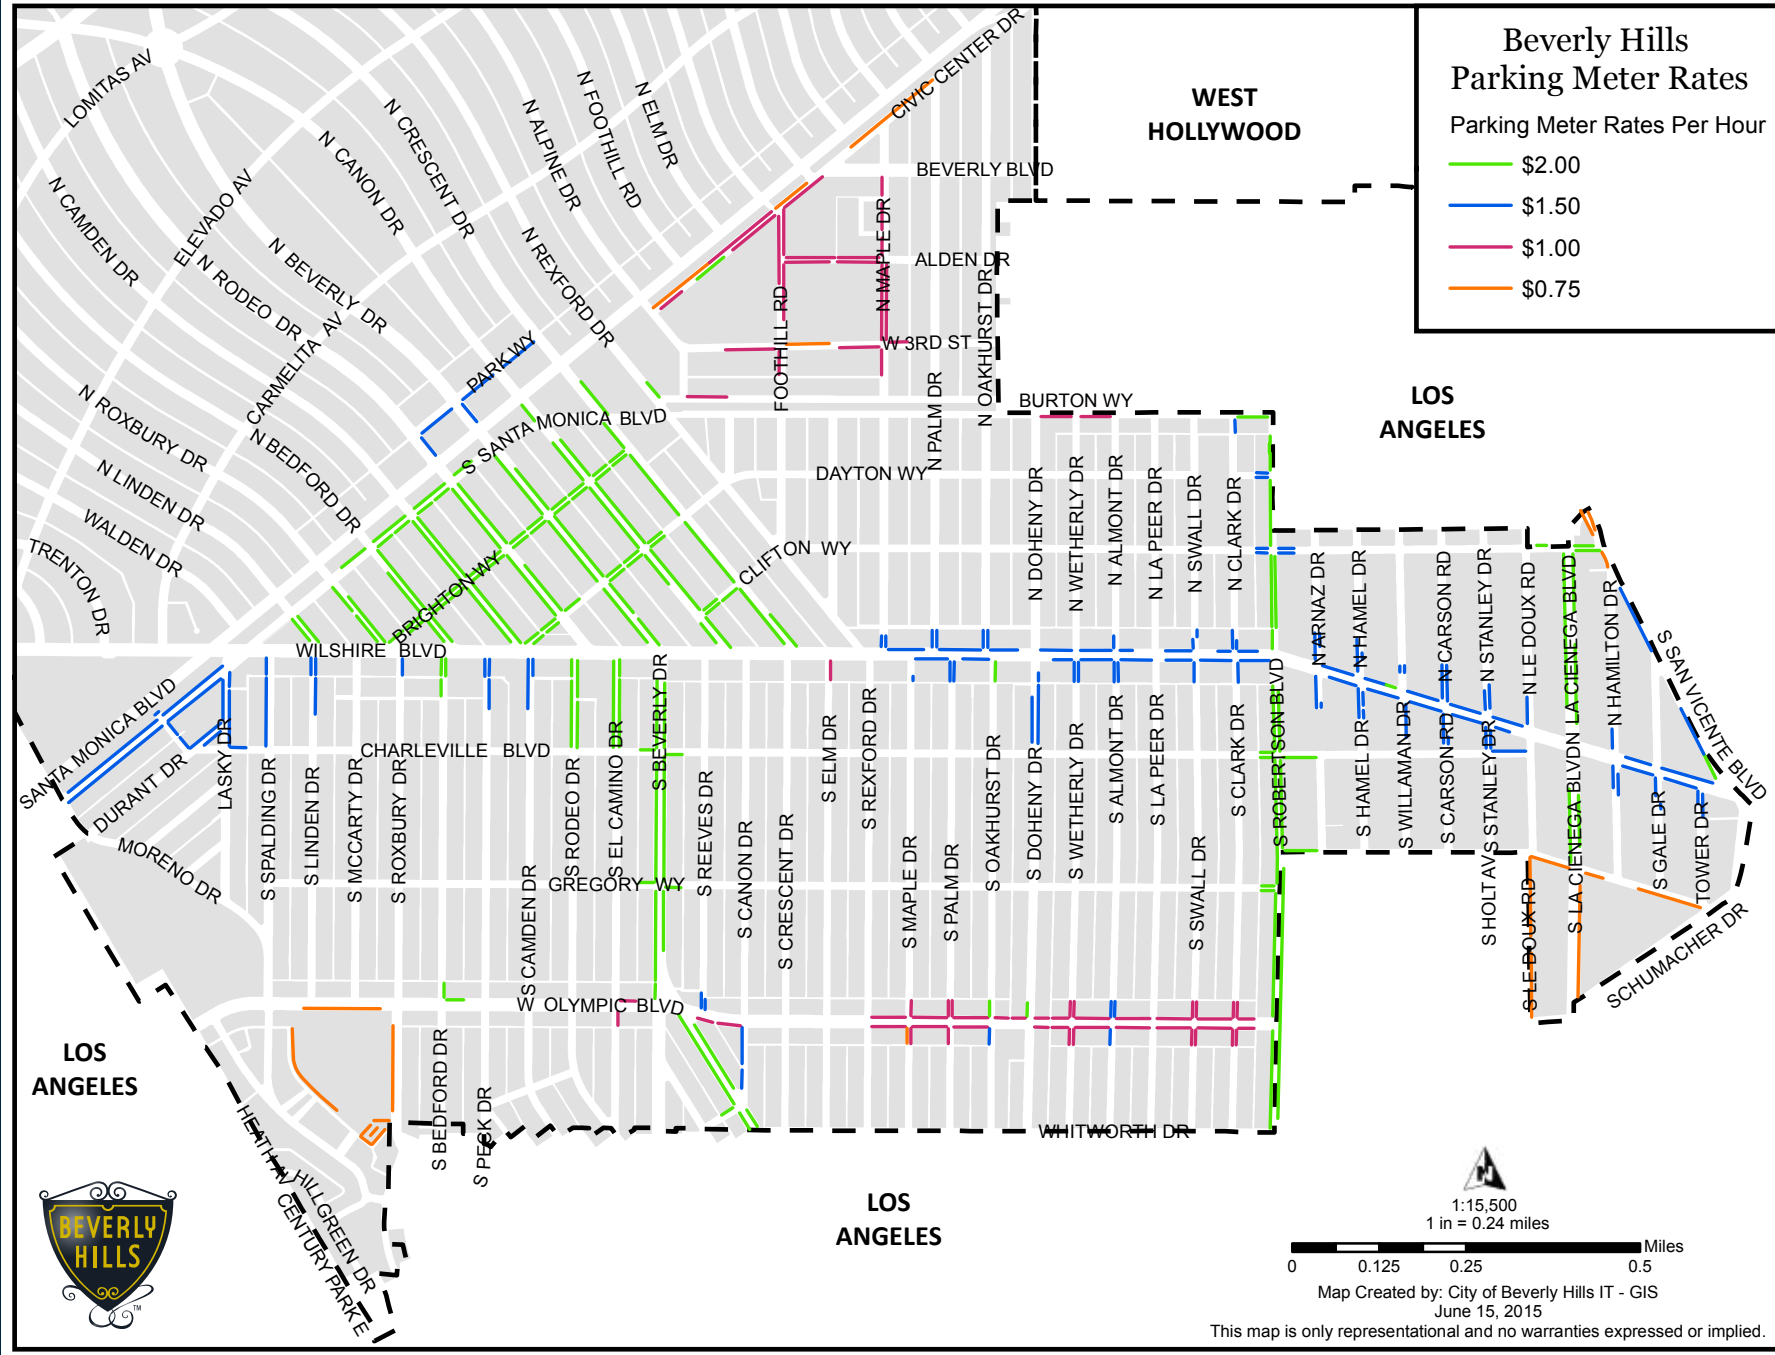 Beverly Hills
Parking Meter Rates
Parking Meter Rates Per Hour
$2.00
$1.50
$1.00
$0.75
WEST
HOLLYWOOD
LOS
ANGELES
LOS
ANGELES
LOS
ANGELES
LOMITAS AV
N CAMDEN DR
ELEVADO AV
N RODEO DR
N BEVERLY DR
N CANON DR
N CRESCENT DR
N ALPINE DR
N FOOTHILL RD
N ELM DR
N REXFORD DR
CIVIC CENTER DR
BEVERLY BLVD
N MAPLE DR
ALDEN DR
N OAKHURST DR
FOOTHILL RD
W 3RD ST
N PALM DR
BURTON WY
CARMELITA AV
PARK WY
N ROXBURY DR
N LINDEN DR
WALDEN DR
TRENTON DR
N BEDFORD DR
S SANTA MONICA BLVD
DAYTON WY
CLIFTON WY
BRIGHTON WY
WILSHIRE BLVD
N DOHENY DR
N WETHERLY DR
N ALMONT DR
N LA PEER DR
N SWALL DR
N CLARK DR
N ARNAZ DR
N HAMEL DR
N CARSON RD
N STANLEY DR
N LE DOUX RD
N LA CIENEGA BLVD
N HAMILTON DR
S SAN VICENTE BLVD
SANTA MONICA BLVD
DURANT DR
LASKY DR
MORENO DR
CHARLEVILLE BLVD
S SPALDING DR
S LINDEN DR
S MCCARTY DR
S ROXBURY DR
S CAMDEN DR
S RODEO DR
S EL CAMINO DR
S BEVERLY DR
S REEVES DR
S CANON DR
S CRESCENT DR
S ELM DR
S REXFORD DR
S MAPLE DR
S PALM DR
S OAKHURST DR
S DOHENY DR
S WETHERLY DR
S ALMONT DR
S LA PEER DR
S SWALL DR
S CLARK DR
S ROBERTSON BLVD
S HAMEL DR
S WILLAMAN DR
S CARSON RD
S HOLT AV
S STANLEY DR
S LE DOUX RD
S LA CIENEGA BLVD
S GALE DR
TOWER DR
SCHUMACHER DR
GREGORY WY
W OLYMPIC BLVD
S BEDFORD DR
S PECK DR
WHITWORTH DR
HEATH AV
CENTURY PARK E
HILLGREEN DR
BEVERLY
HILLS
TM
N
1:15,500
1 in = 0.24 miles
Miles
0 0.125 0.25 0.5
Map Created by: City of Beverly Hills IT - GIS
June 15, 2015
This map is only representational and no warranties expressed or implied.